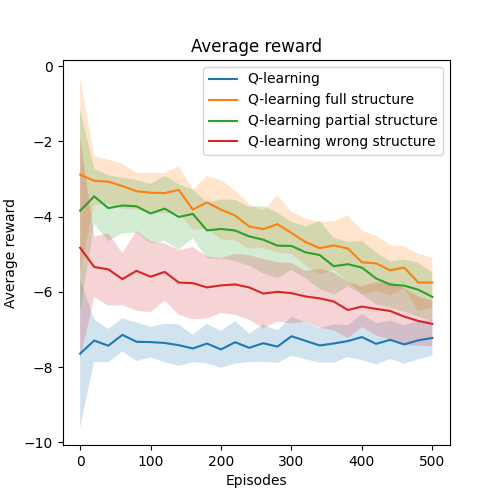 Average reward
Q-learning
Q-learning full structure
Q-learning partial structure
Q-learning wrong structure
Average reward
0
−2
−4
−6
−8
−10
0 100 200 300 400 500
Episodes